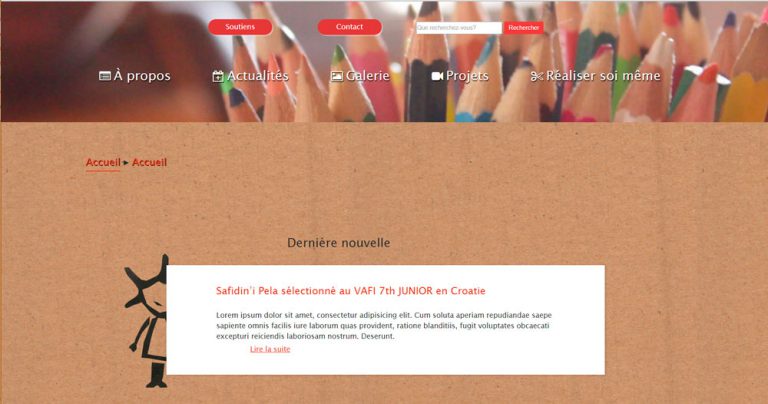 Soutiens
Contact
Que recherchez-vous?
Rechercher
À propos
Actualités
Galerie
Projets
Réaliser soi même
Accueil ▸ Accueil
Dernière nouvelle
Safidin'i Pela sélectionné au VAFI 7th JUNIOR en Croatie
Lorem ipsum dolor sit amet, consectetur adipisicing elit. Cum soluta aperiam repudiandae saepe
sapiente omnis facilis iure laborum quas provident, ratione blanditiis, fugit voluptates obcaecati
excepturi reiciendis laboriosam nostrum. Deserunt.
Lire la suite